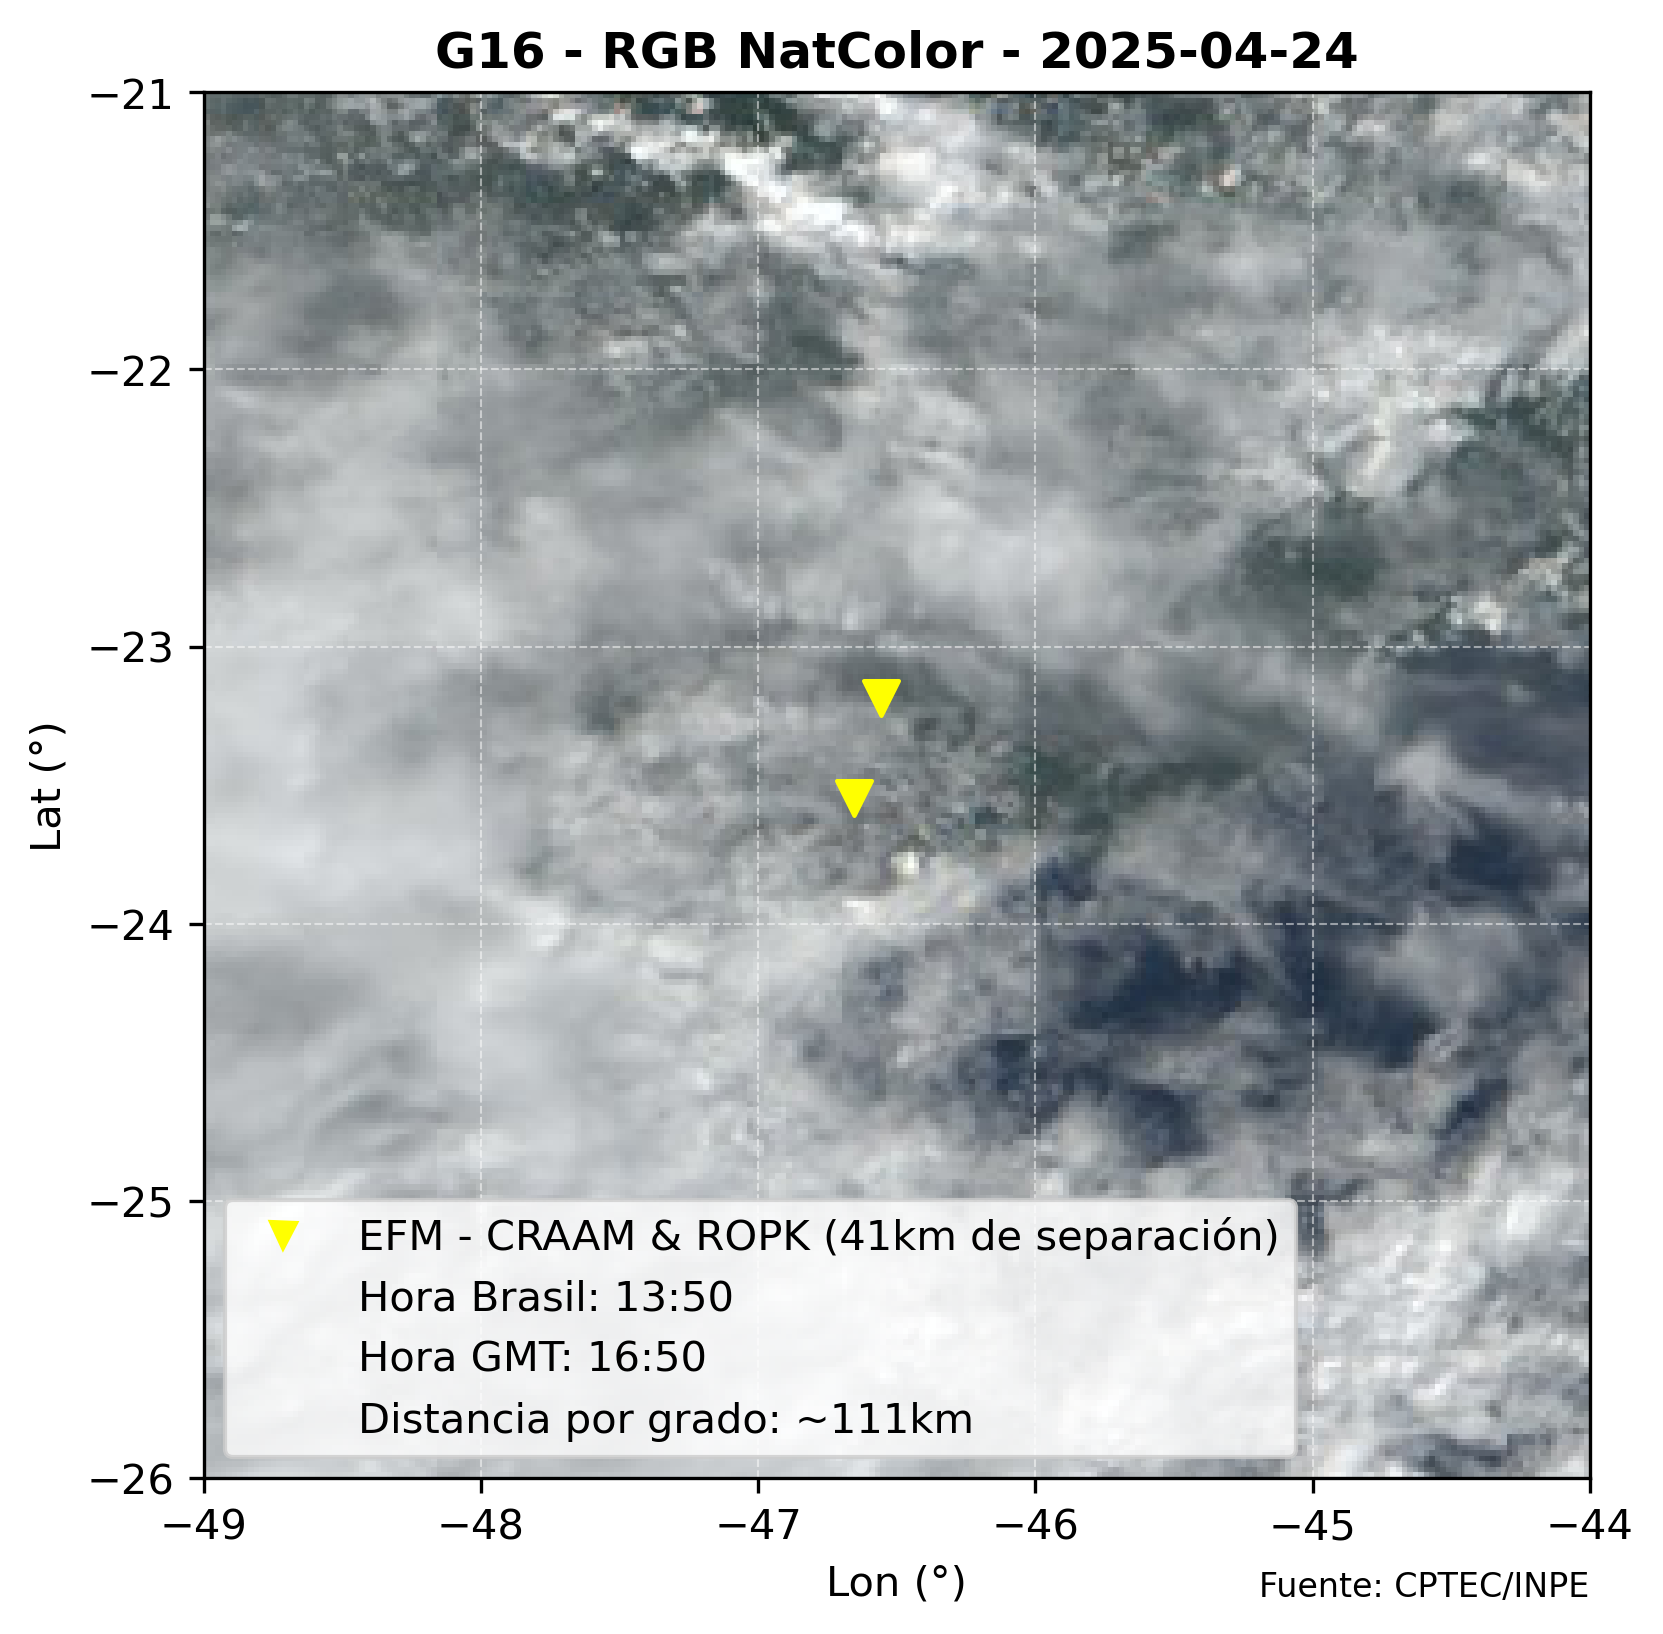 G16 - RGB NatColor - 2025-04-24
−21
−22
−23
−24
−25
−26
Lat (°)
EFM - CRAAM & ROPK (41km de separación)
Hora Brasil: 13:50
Hora GMT: 16:50
Distancia por grado: ~111km
−49 −48 −47 −46 −45 −44
Lon (°)
Fuente: CPTEC/INPE